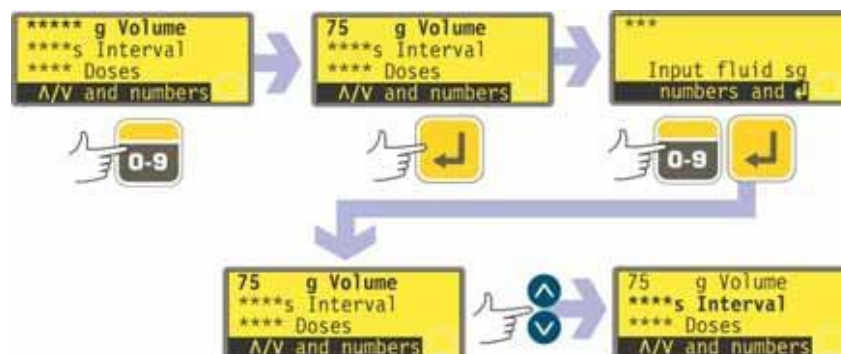 ***** g Volume
****s Interval
**** Doses
Λ/V and numbers
75 g Volume
****s Interval
**** Doses
Λ/V and numbers
***
Input fluid sg
numbers and ↲
0-9
0-9
75 g Volume
****s Interval
**** Doses
Λ/V and numbers
75 g Volume
****s Interval
**** Doses
Λ/V and numbers